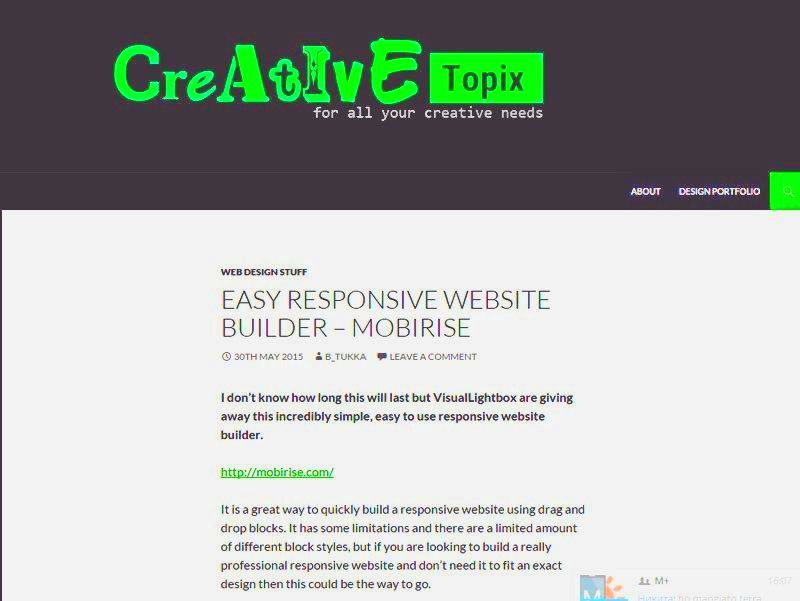 CreAtIvE Topix
for all your creative needs
ABOUT DESIGN PORTFOLIO
WEB DESIGN STUFF
EASY RESPONSIVE WEBSITE
BUILDER – MOBIRISE
30TH MAY 2015 B_TUKKA LEAVE A COMMENT
I don't know how long this will last but VisualLightbox are giving
away this incredibly simple, easy to use responsive website
builder.
http://mobirise.com/
It is a great way to quickly build a responsive website using drag and
drop blocks. It has some limitations and there are a limited amount
of different block styles, but if you are looking to build a really
professional responsive website and don't need it to fit an exact
design then this could be the way to go.
M+ 16:07
Никита: ho mangiato terra